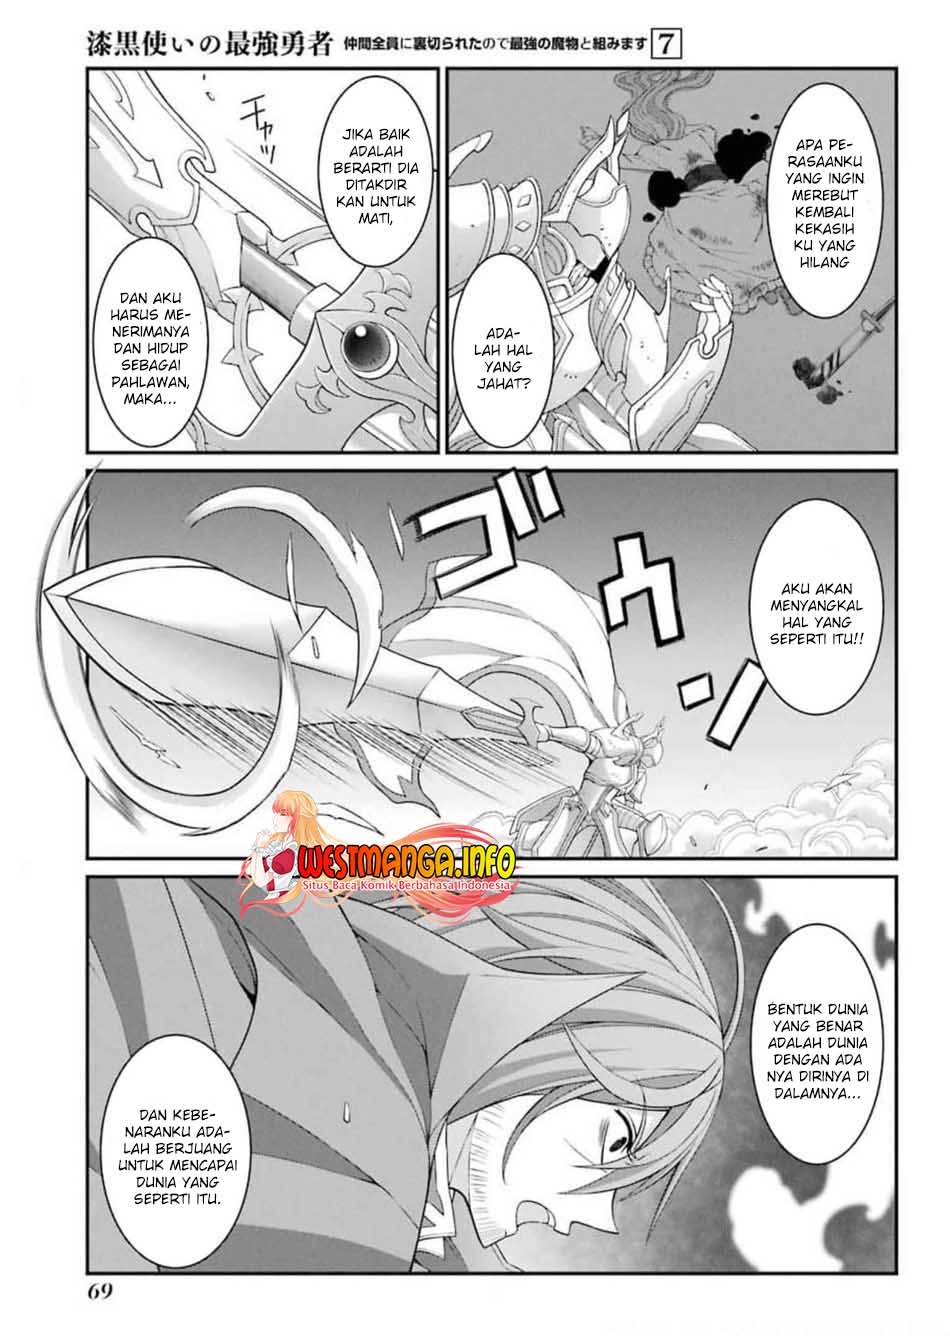 漆黒使いの最強勇者 仲間全員に裏切られたので最強の魔物と組みます 7
APA PE-
RASAANKU
YANG INGIN
MEREBUT
KEMBALI
KEKASIH
KU YANG
HILANG
ADA-
LAH HAL
YANG
JAHAT?
JIKA BAIK
ADALAH
BERARTI DIA
DITAKDIR
KAN UNTUK
MATI,
DAN AKU
HARUS ME-
NERIMANYA
DAN HIDUP
SEBAGAI
PAHLAWAN,
MAKA...
AKU AKAN
MENYANGKAL
HAL YANG
SEPERTI ITU!!
ゴウン
WESTMANGA.INFO
Situs Baca Komik Berbahasa Indonesia
BENTUK DUNIA
YANG BENAR
ADALAH DUNIA
DENGAN ADA
NYA DIRINYA DI
DALAMNYA...
DAN KEBE-
NARANKU ADA-
LAH BERJUANG
UNTUK MENCAPAI
DUNIA YANG
SEPERTI ITU.
69